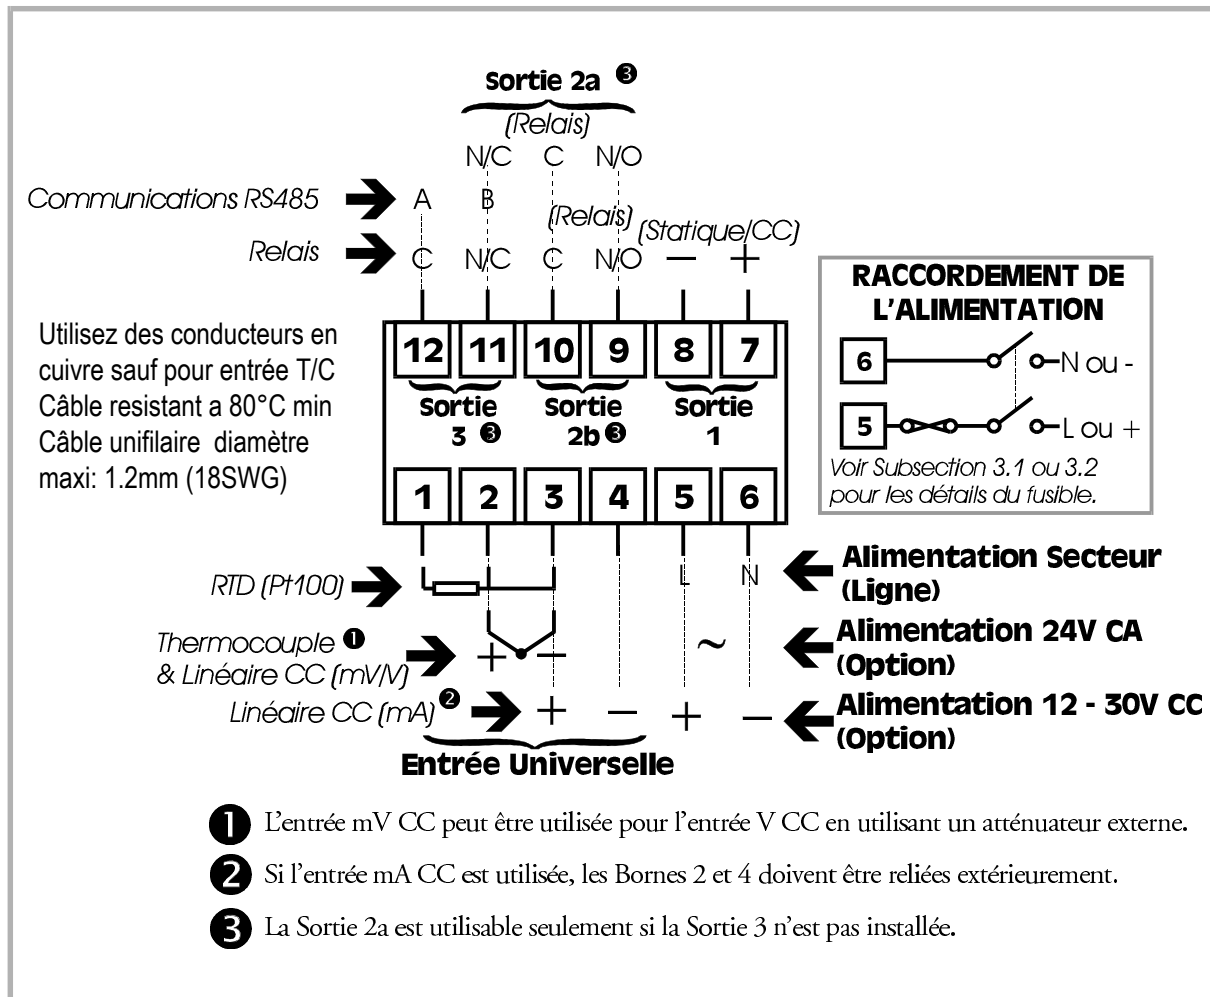 Sortie 2a ❸
(Relais)
N/C C N/O
Communications RS485 A B
(Relais) (Statique/CC)
Relais C N/C C N/O − +
Utilisez des conducteurs en
cuivre sauf pour entrée T/C
Câble resistant a 80°C min
Câble unifilaire diamètre
maxi: 1.2mm (18SWG)
12 11 10 9 8 7
Sortie
3 ❸
Sortie
2b ❸
Sortie
1
1 2 3 4 5 6
RACCORDEMENT DE
L'ALIMENTATION
6 N ou -
5 L ou +
Voir Subsection 3.1 ou 3.2
pour les détails du fusible.
RTD (Pt100)
L N
Alimentation Secteur
(Ligne)
Thermocouple ❶
& Linéaire CC (mV/V)
+ −
~
Alimentation 24V CA
(Option)
Linéaire CC (mA) ❷
+ − + −
Alimentation 12 - 30V CC
(Option)
Entrée Universelle
❶ L'entrée mV CC peut être utilisée pour l'entrée V CC en utilisant un atténuateur externe.
❷ Si l'entrée mA CC est utilisée, les Bornes 2 et 4 doivent être reliées extérieurement.
❸ La Sortie 2a est utilisable seulement si la Sortie 3 n'est pas installée.